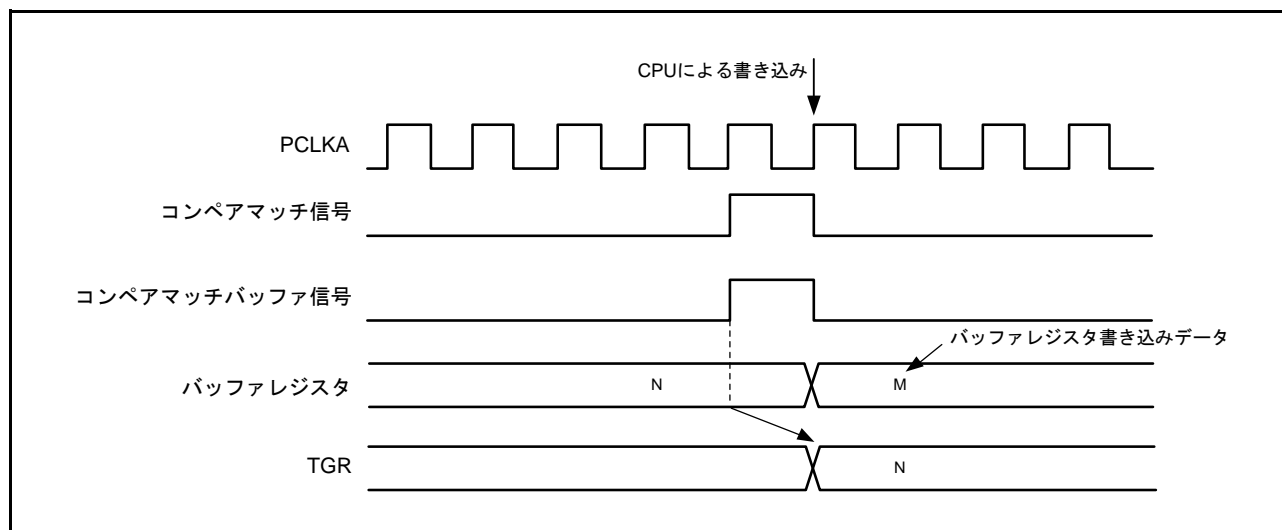 CPUによる書き込み
PCLKA
コンペアマッチ信号
コンペアマッチバッファ信号
バッファレジスタ書き込みデータ
バッファレジスタ
N
M
TGR
N